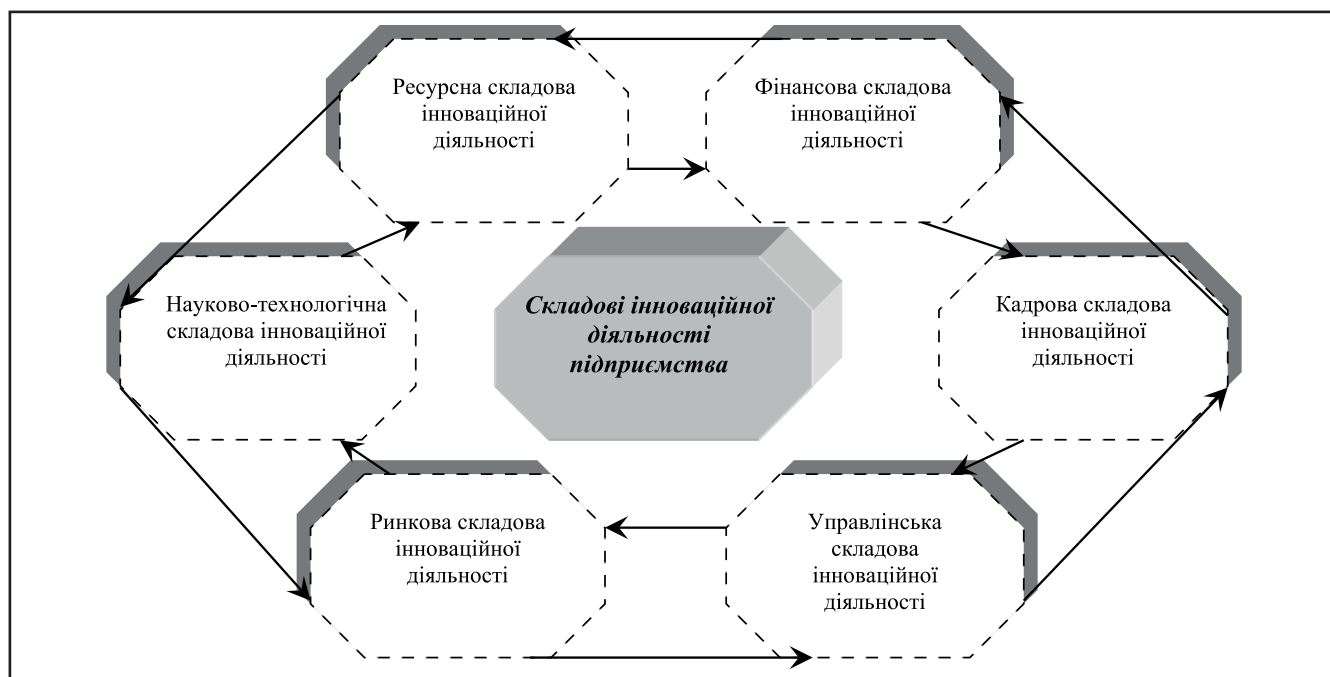 Ресурсна складова
інноваційної
діяльності
Фінансова складова
інноваційної
діяльності
Науково-технологічна
складова інноваційної
діяльності
Складові інноваційної
діяльності
підприємства
Кадрова складова
інноваційної
діяльності
Ринкова складова
інноваційної
діяльності
Управлінська
складова
інноваційної
діяльності